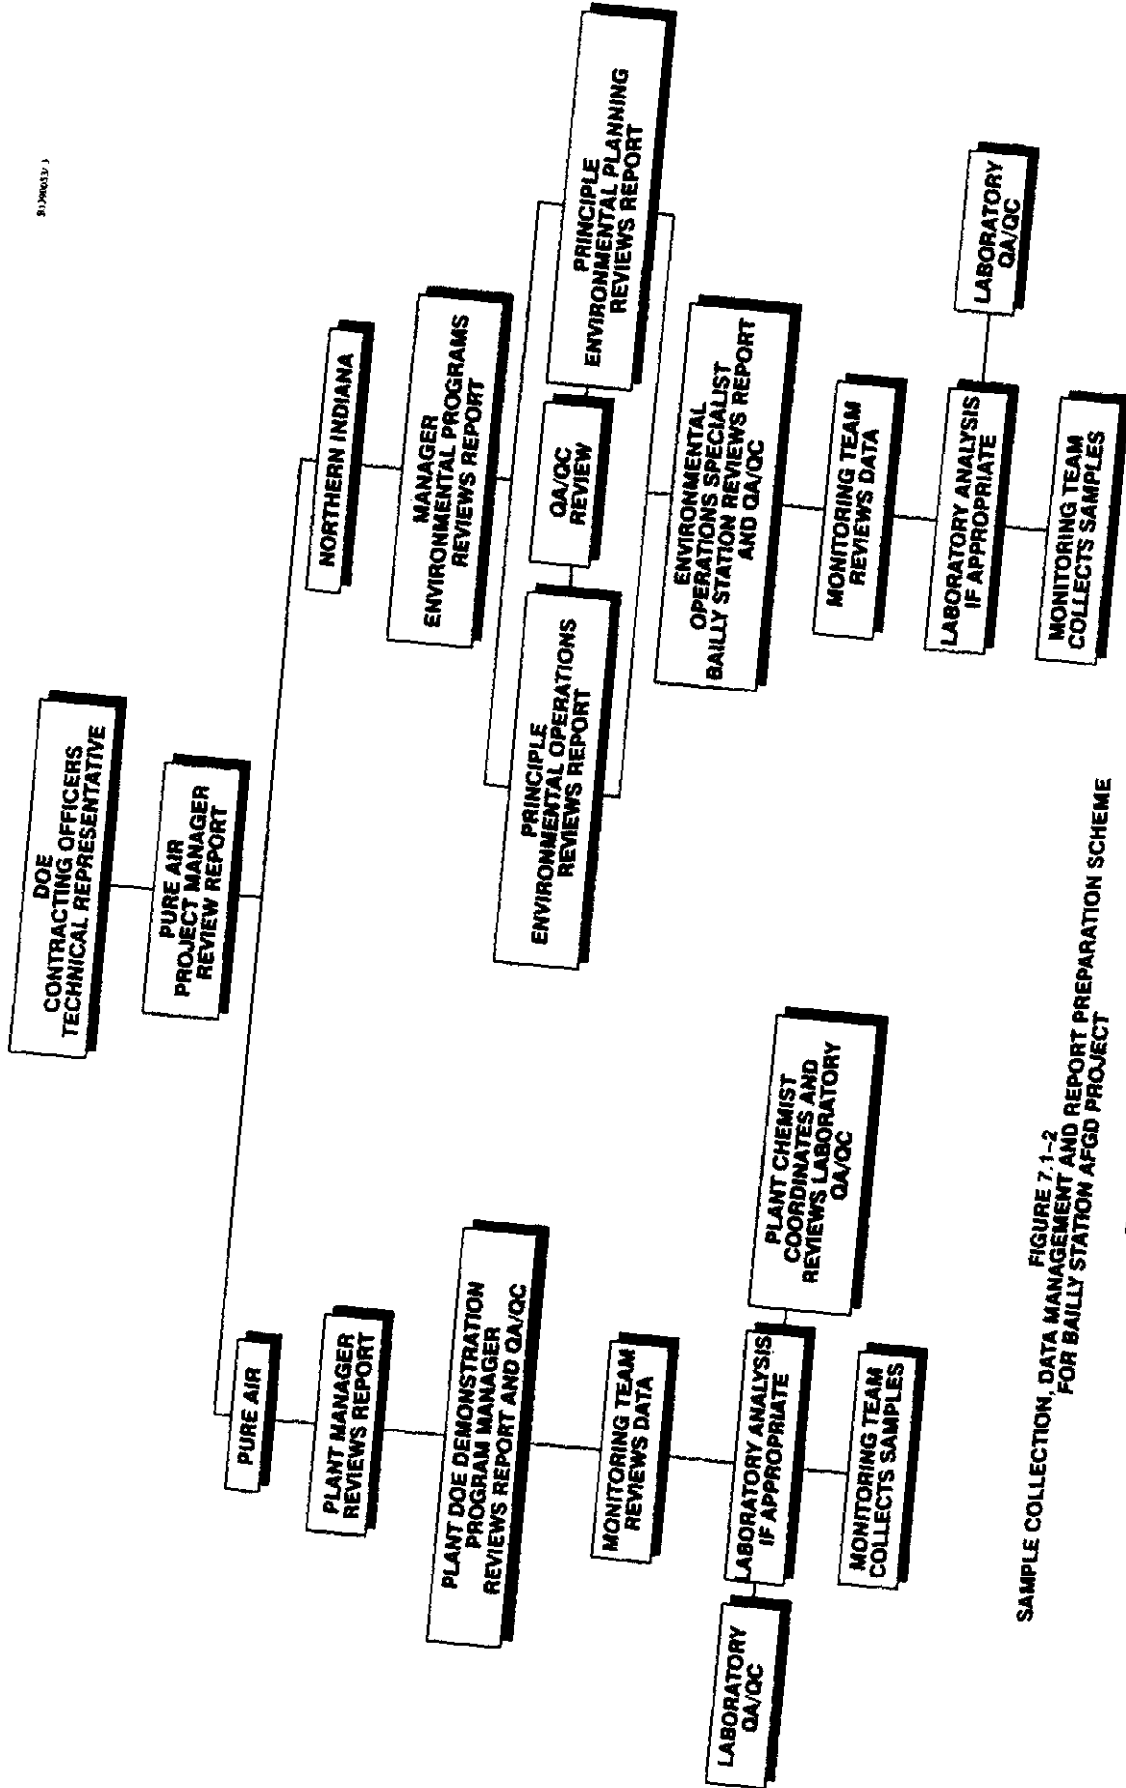 DOE
CONTRACTING OFFICERS
TECHNICAL REPRESENTATIVE
PURE AIR
PROJECT MANAGER
REVIEW REPORT
PURE AIR
PLANT MANAGER
REVIEWS REPORT
PLANT DOE DEMONSTRATION
PROGRAM MANAGER
REVIEWS REPORT AND QA/QC
MONITORING TEAM
REVIEWS DATA
LABORATORY
QA/QC
LABORATORY ANALYSIS
IF APPROPRIATE
PLANT CHEMIST
COORDINATES AND
REVIEWS LABORATORY
QA/QC
MONITORING TEAM
COLLECTS SAMPLES
NORTHERN INDIANA
MANAGER
ENVIRONMENTAL PROGRAMS
REVIEWS REPORT
PRINCIPLE
ENVIRONMENTAL OPERATIONS
REVIEWS REPORT
QA/QC
REVIEW
PRINCIPLE
ENVIRONMENTAL PLANNING
REVIEWS REPORT
ENVIRONMENTAL
OPERATIONS SPECIALIST
BAILLY STATION REVIEWS REPORT
AND QA/QC
MONITORING TEAM
REVIEWS DATA
LABORATORY ANALYSIS
IF APPROPRIATE
LABORATORY
QA/QC
MONITORING TEAM
COLLECTS SAMPLES
FIGURE 7.1-2
SAMPLE COLLECTION, DATA MANAGEMENT AND REPORT PREPARATION SCHEME
FOR BAILLY STATION AFGD PROJECT